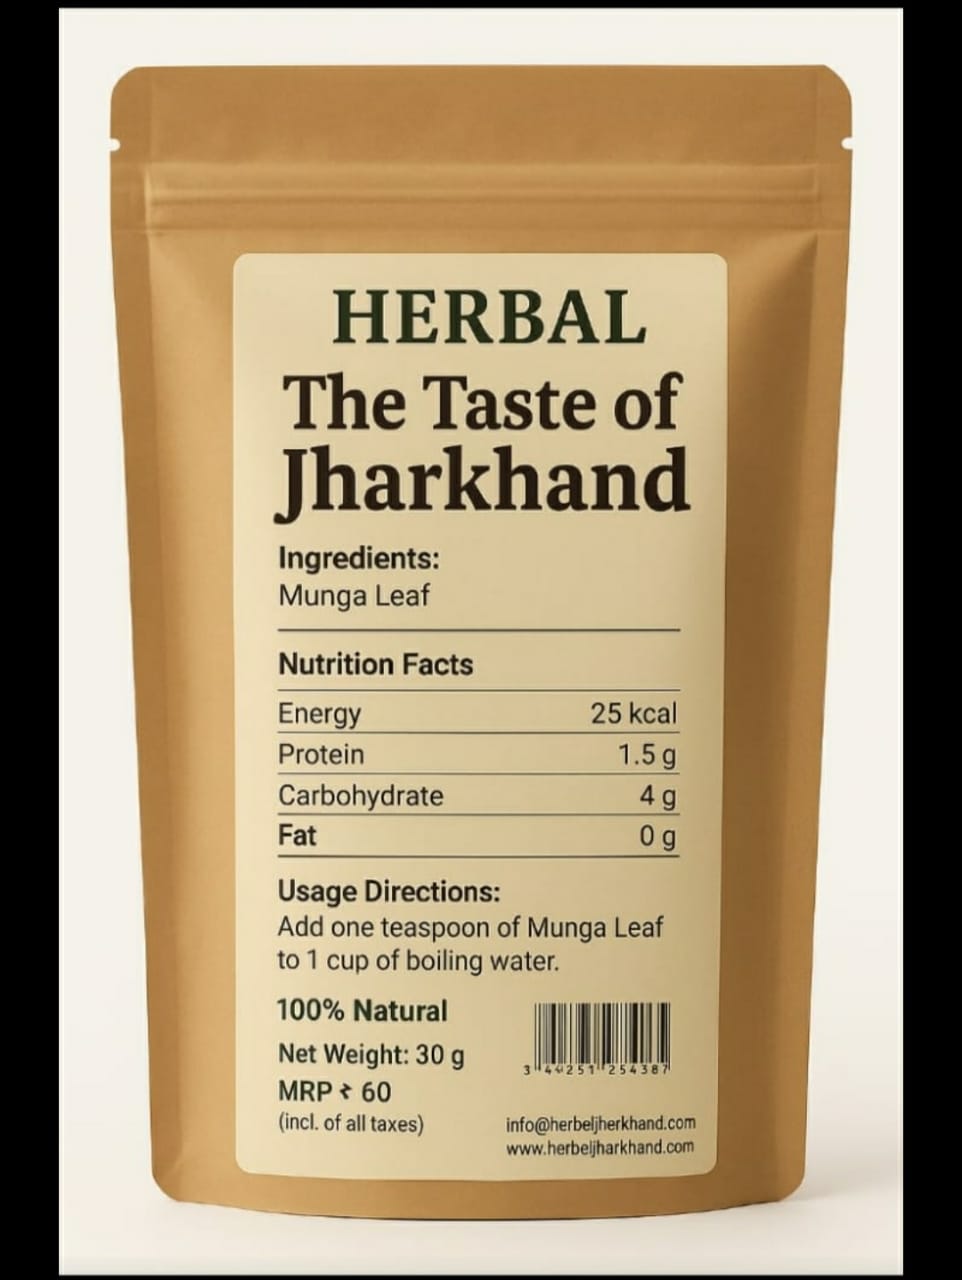 HERBAL
The Taste of
Jharkhand
Ingredients:
Munga Leaf
Nutrition Facts
Energy 25 kcal
Protein 1.5 g
Carbohydrate 4 g
Fat 0 g
Usage Directions:
Add one teaspoon of Munga Leaf
to 1 cup of boiling water.
100% Natural
Net Weight: 30 g
MRP ₹ 60
(incl. of all taxes)
254387
info@herbeljherkhand.com
www.herbeljharkhand.com